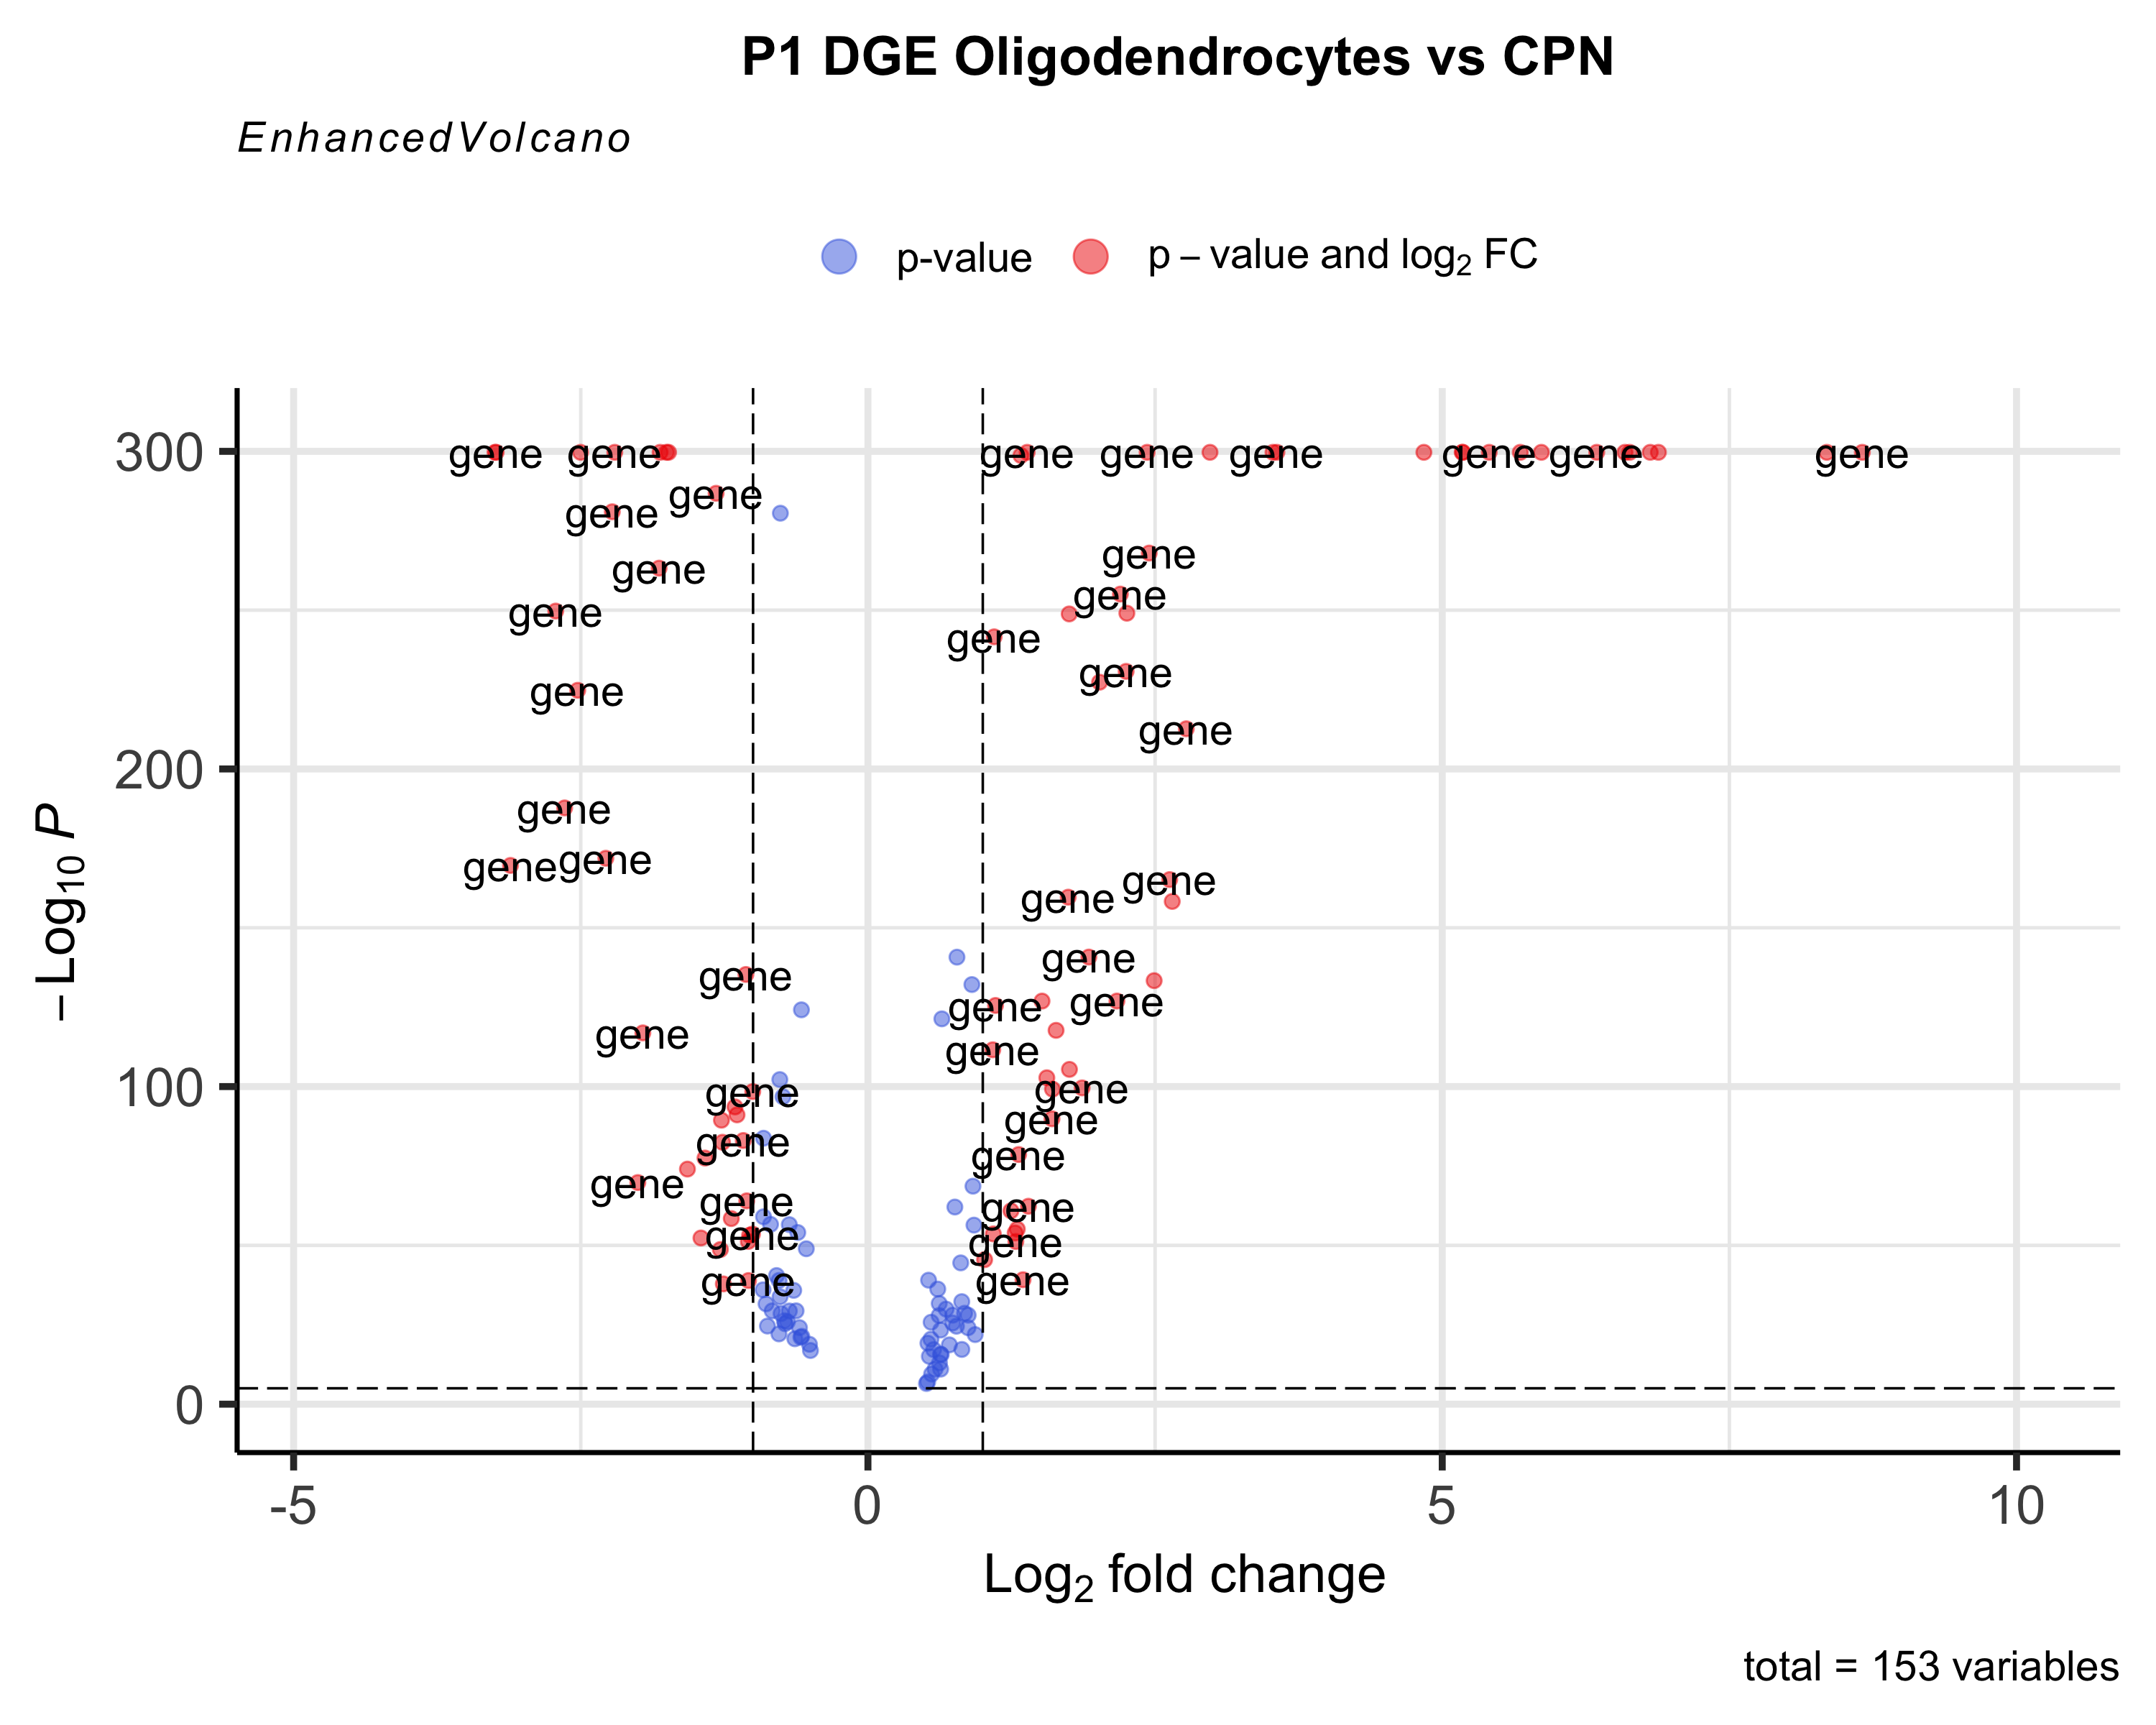 P1 DGE Oligodendrocytes vs CPN
EnhancedVolcano
p-value p – value and log₂ FC
300
gene gene gene gene gene gene gene gene
gene
gene
gene
gene
gene
gene
gene
gene
gene
gene
200
gene
gene
gene gene
gene
gene
gene
gene
gene gene
gene
gene
100
gene
gene
gene
gene
gene
gene
gene
gene
gene
gene
gene
gene
0
–Log₁₀ P
-5 0 5 10
Log₂ fold change
total = 153 variables